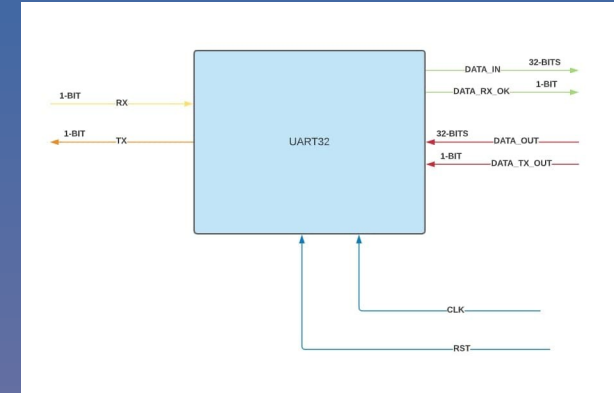 1-BIT
RX
1-BIT
TX
UART32
DATA_IN
32-BITS
DATA_RX_OK
1-BIT
32-BITS
DATA_OUT
1-BIT
DATA_TX_OUT
CLK
RST